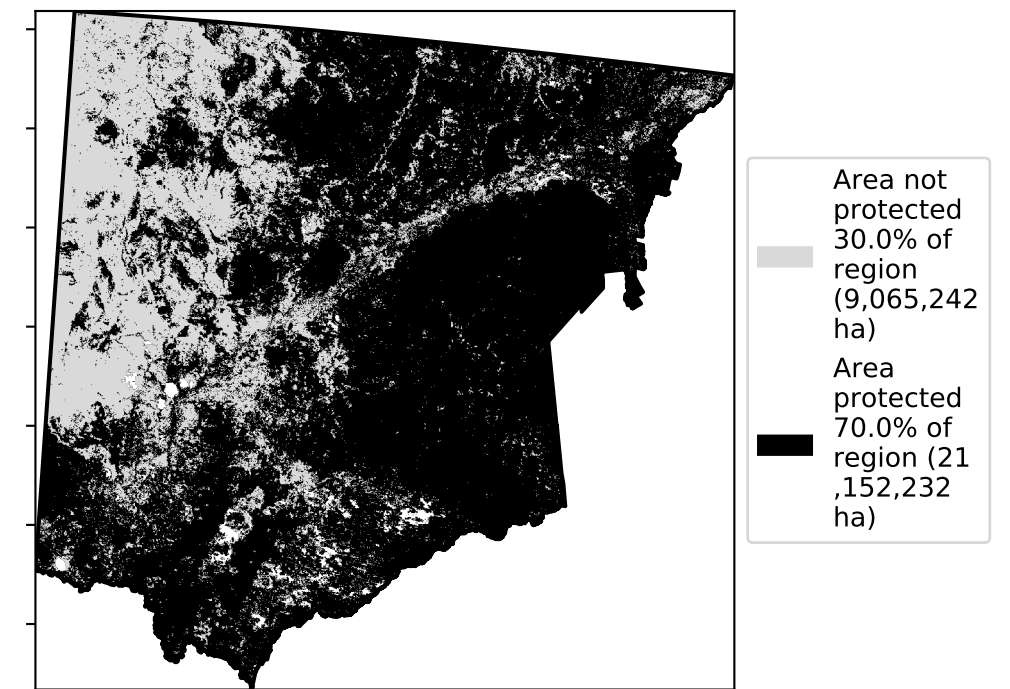 Area not
protected
30.0% of
region
(9,065,242
ha)
Area
protected
70.0% of
region (21
,152,232
ha)